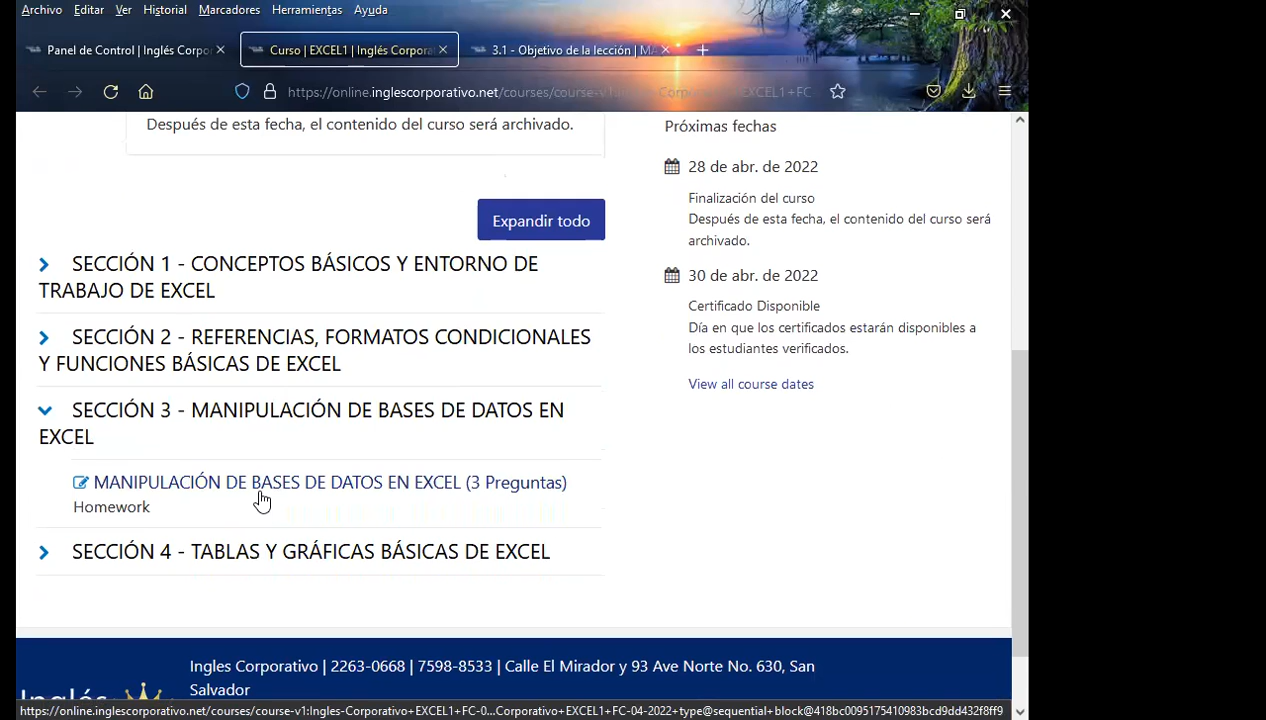 Archivo Editar Ver Historial Marcadores Herramientas Ayuda
Panel de Control | Inglés Corpo
Curso | EXCEL1 | Inglés Corpora
3.1 - Objetivo de la lección | MA
https://online.inglescorporativo.net/courses/course-v
EXCEL1+FC
Después de esta fecha, el contenido del curso será archivado.
Expandir todo
SECCIÓN 1 - CONCEPTOS BÁSICOS Y ENTORNO DE
TRABAJO DE EXCEL
SECCIÓN 2 - REFERENCIAS, FORMATOS CONDICIONALES
Y FUNCIONES BÁSICAS DE EXCEL
SECCIÓN 3 - MANIPULACIÓN DE BASES DE DATOS EN
EXCEL
MANIPULACIÓN DE BASES DE DATOS EN EXCEL (3 Preguntas)
Homework
SECCIÓN 4 - TABLAS Y GRÁFICAS BÁSICAS DE EXCEL
Próximas fechas
28 de abr. de 2022
Finalización del curso
Después de esta fecha, el contenido del curso será
archivado.
30 de abr. de 2022
Certificado Disponible
Día en que los certificados estarán disponibles a
los estudiantes verificados.
View all course dates
Ingles Corporativo | 2263-0668 | 7598-8533 | Calle El Mirador y 93 Ave Norte No. 630, San
Salvador
Inglés
https://online.inglescorporativo.net/courses/course-v1:Ingles-Corporativo+EXCEL1+FC-0...Corporativo+EXCEL1+FC-04-2022+type@sequential+block@418bc0095175410983bcd9dd432f8ff9